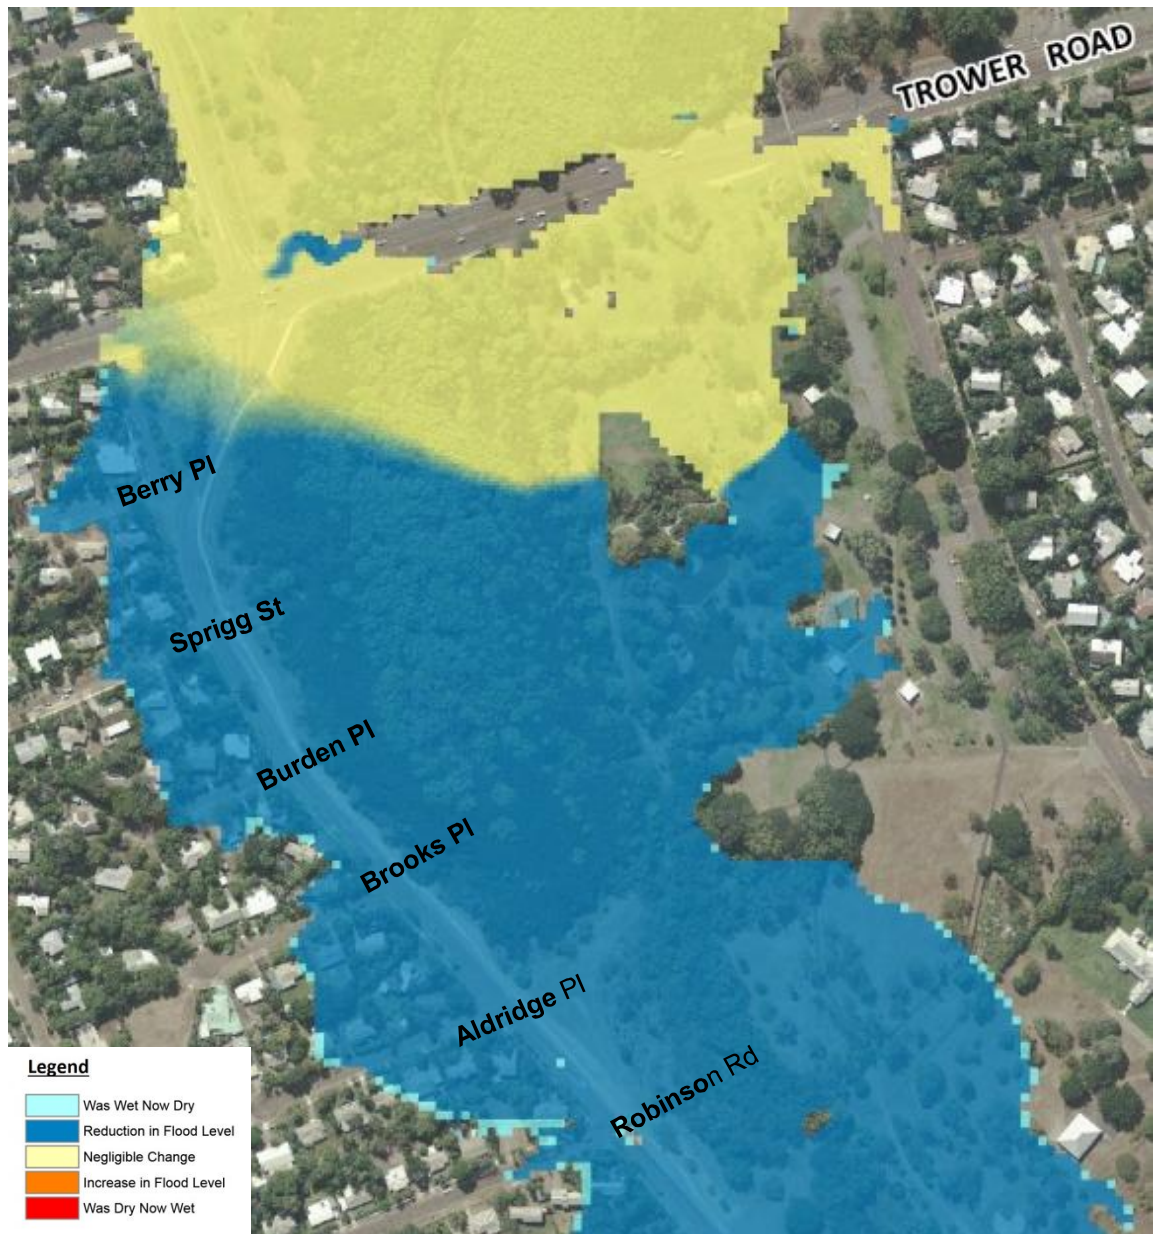 TROWER ROAD
Berry Pl
Sprigg St
Burden Pl
Brooks Pl
Aldridge Pl
Robinson Rd
Legend
Was Wet Now Dry
Reduction in Flood Level
Negligible Change
Increase in Flood Level
Was Dry Now Wet